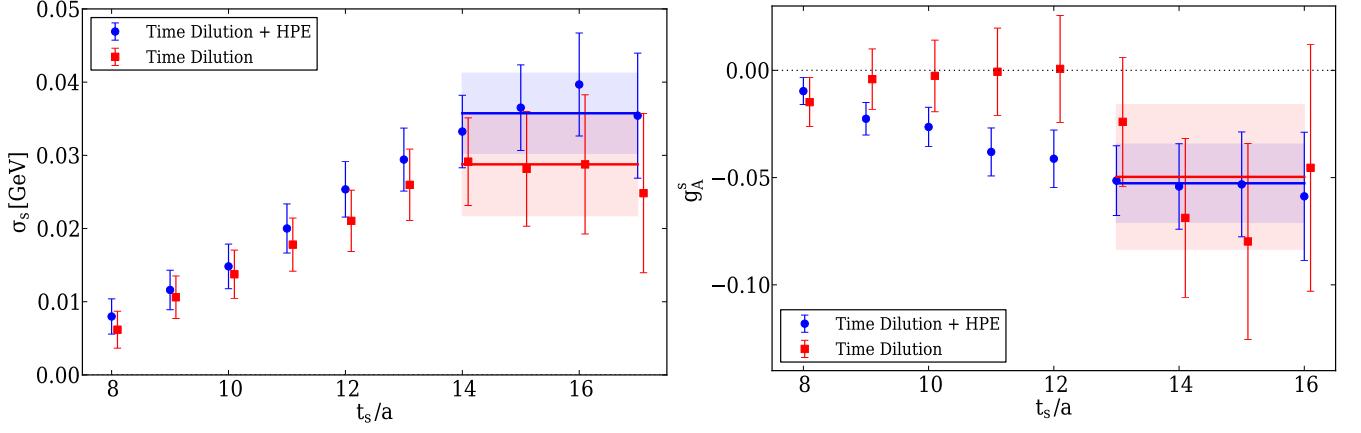 0.05
0.04
0.03
0.02
0.01
0.00
σs [GeV]
Time Dilution + HPE
Time Dilution
8 10 12 14 16
ts/a
0.00
−0.05
−0.10
gAs
Time Dilution + HPE
Time Dilution
8 10 12 14 16
ts/a